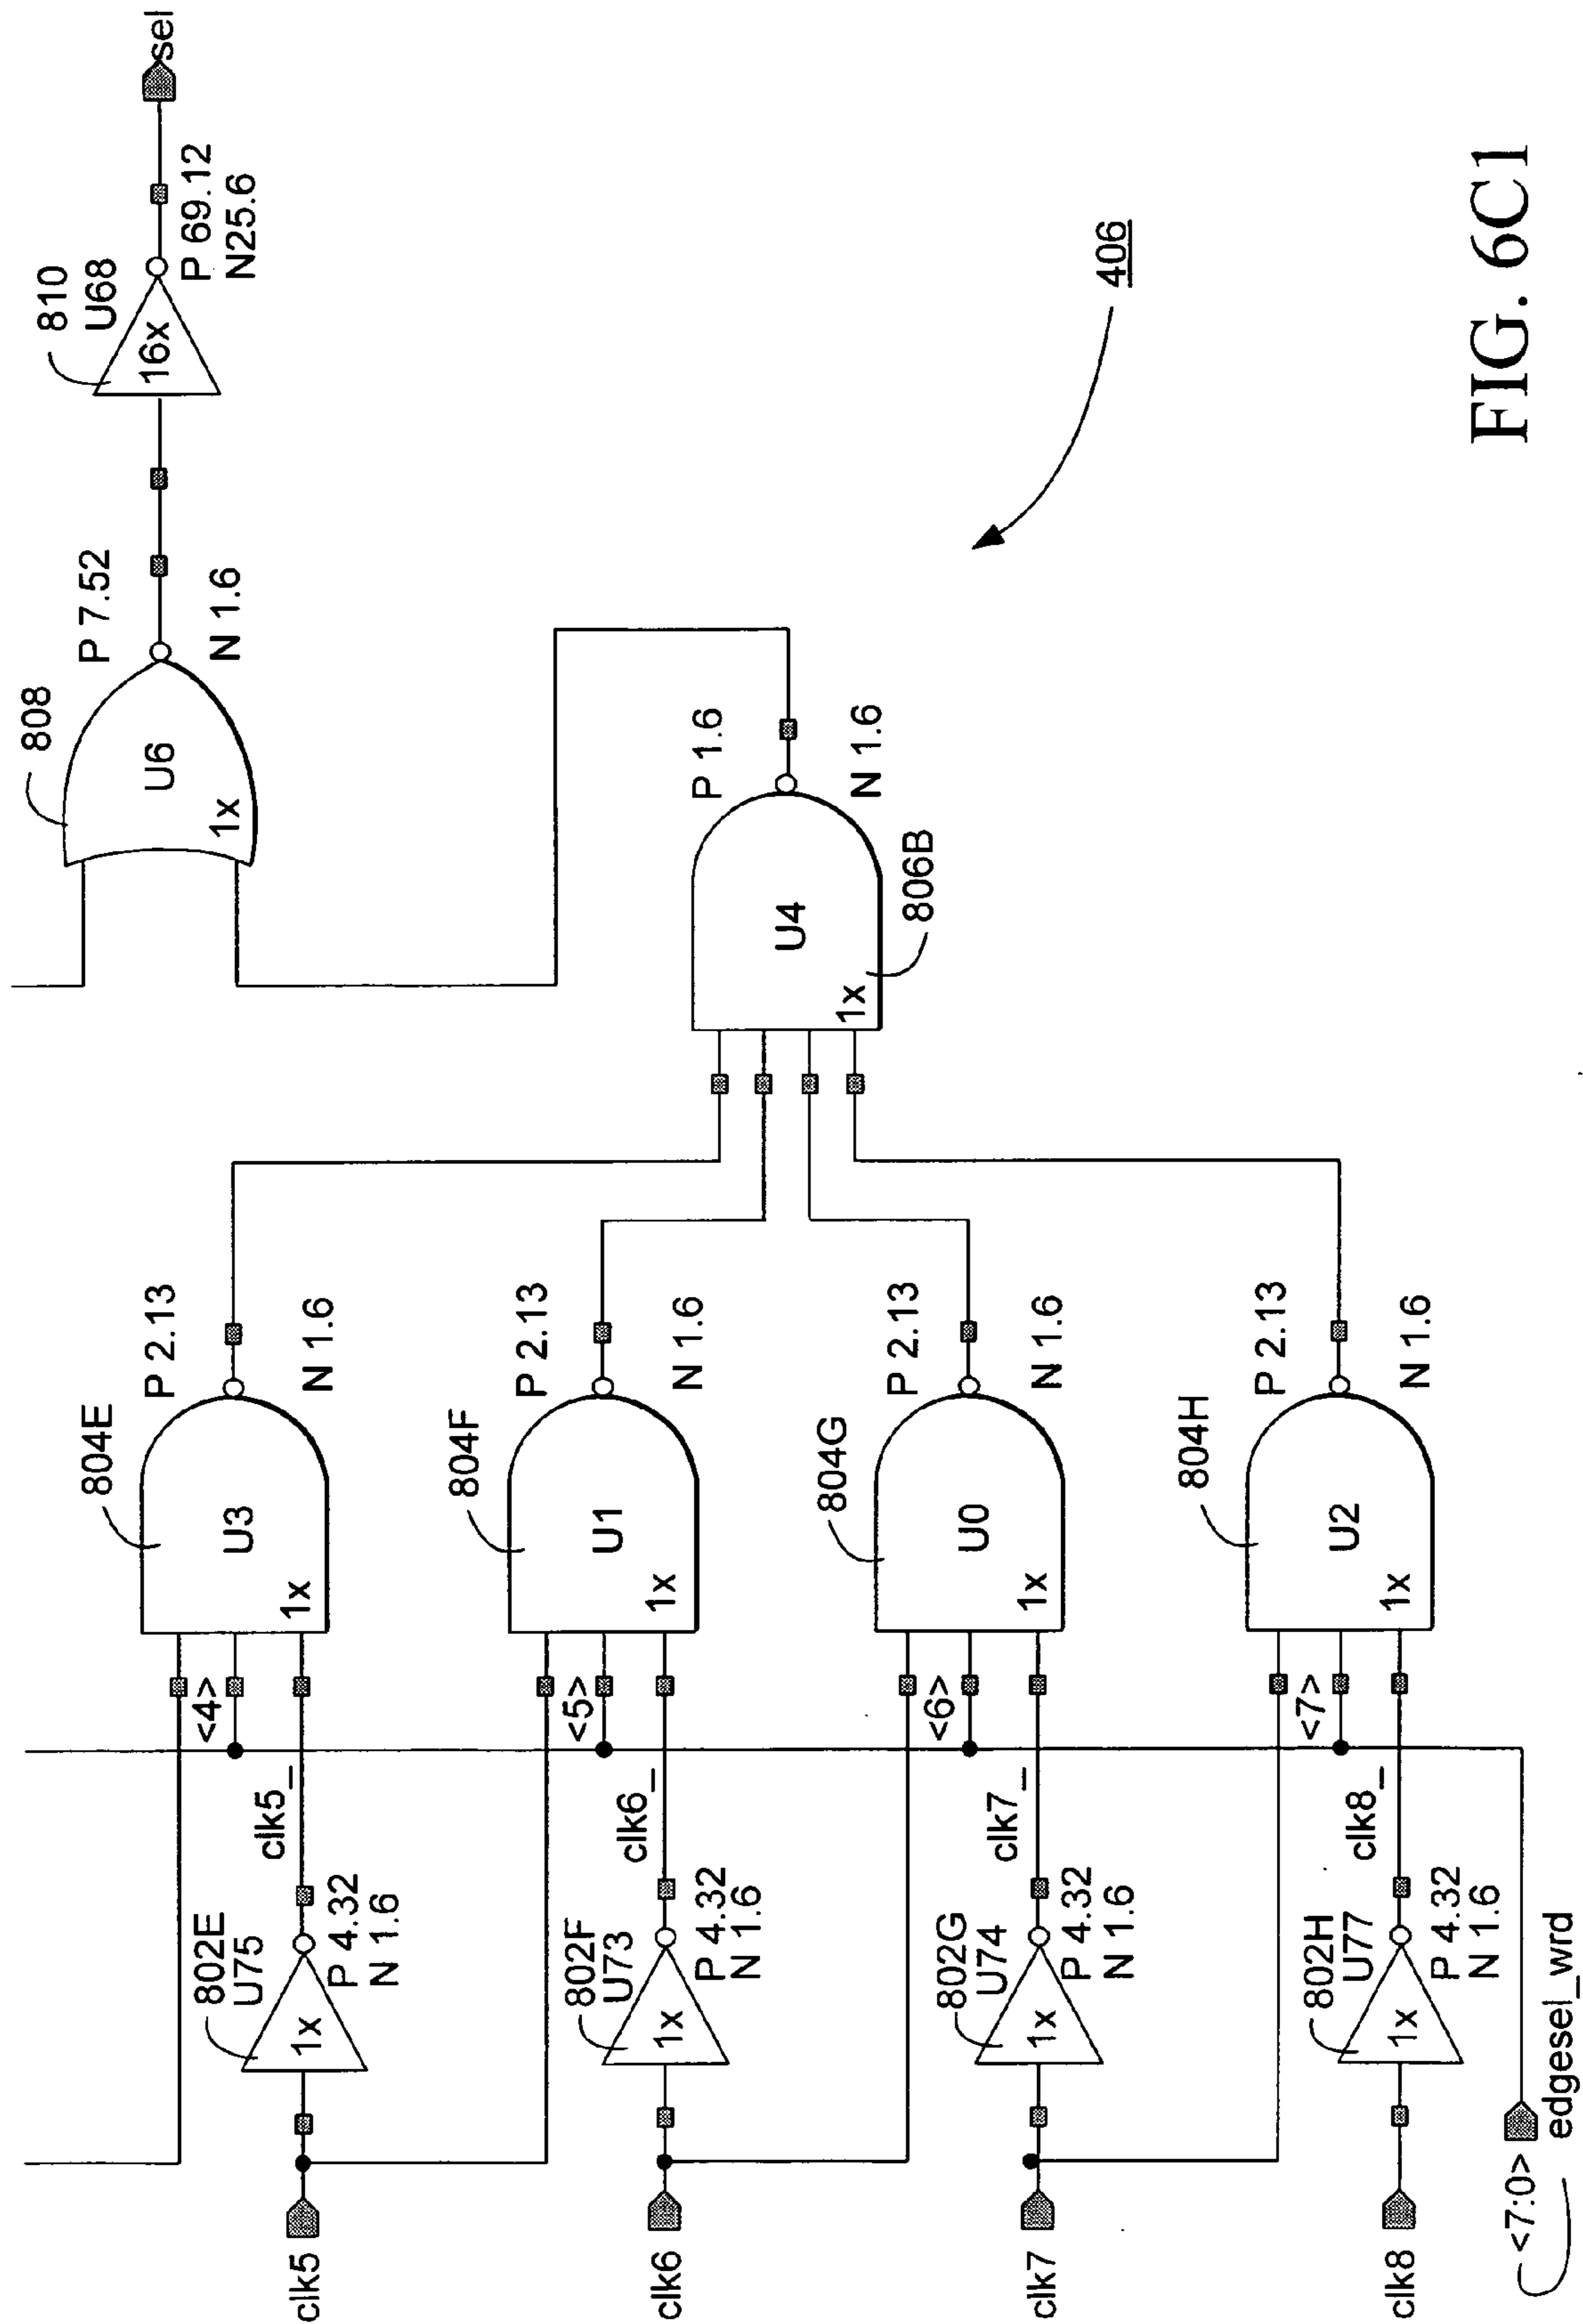 clk5
802E
U75
1x
P 4.32
N 1.6
clk5_
<4>
804E
U3
1x
P 2.13
N 1.6
808
U6
1x
P 7.52
N 1.6
810
U68
16x
P 69.12
N25.6
sel
clk6
802F
U73
1x
P 4.32
N 1.6
clk6_
<5>
804F
U1
1x
P 2.13
N 1.6
U4
1x
806B
P 1.6
N 1.6
clk7
802G
U74
1x
P 4.32
N 1.6
clk7_
<6>
804G
U0
1x
P 2.13
N 1.6
406
clk8
802H
U77
1x
P 4.32
N 1.6
clk8_
<7>
804H
U2
1x
P 2.13
N 1.6
<7:0>
edgesel_wrd
FIG. 6C1